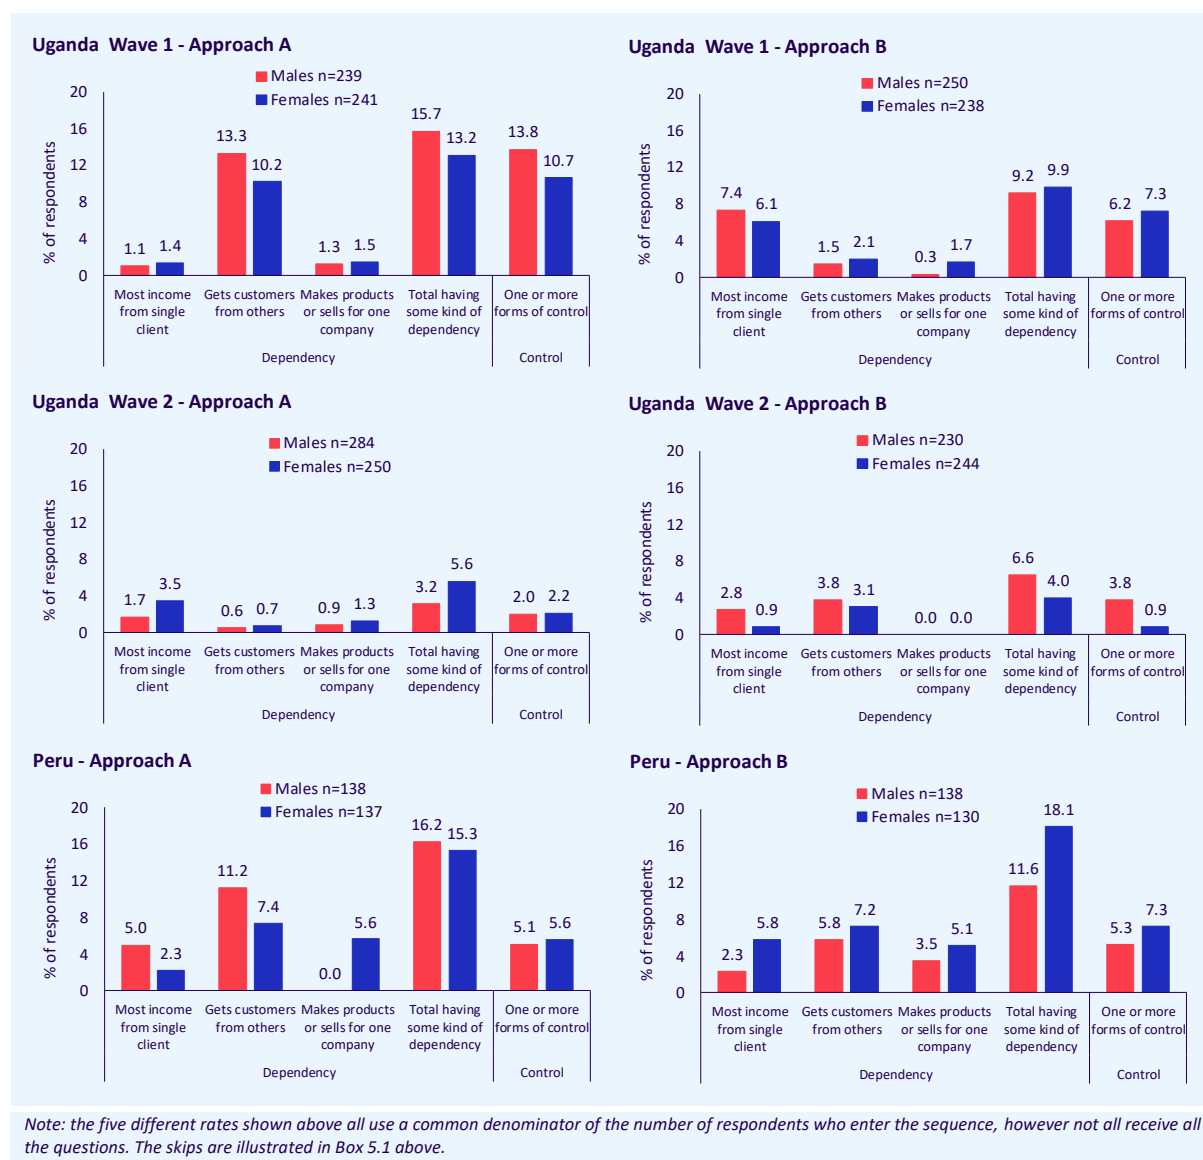 Uganda Wave 1 - Approach A
Males n=239
Females n=241
% of respondents
20
16
12
8
4
0
1.1
1.4
13.3
10.2
1.3
1.5
15.7
13.2
13.8
10.7
Most income from single client
Gets customers from others
Makes products or sells for one company
Total having some kind of dependency
One or more forms of control
Dependency
Control
Uganda Wave 1 - Approach B
Males n=250
Females n=238
% of respondents
20
16
12
8
4
0
7.4
6.1
1.5
2.1
0.3
1.7
9.2
9.9
6.2
7.3
Most income from single client
Gets customers from others
Makes products or sells for one company
Total having some kind of dependency
One or more forms of control
Dependency
Control
Uganda Wave 2 - Approach A
Males n=284
Females n=250
% of respondents
20
16
12
8
4
0
1.7
3.5
0.6
0.7
0.9
1.3
3.2
5.6
2.0
2.2
Most income from single client
Gets customers from others
Makes products or sells for one company
Total having some kind of dependency
One or more forms of control
Dependency
Control
Uganda Wave 2 - Approach B
Males n=230
Females n=244
% of respondents
20
16
12
8
4
0
2.8
0.9
3.8
3.1
0.0
0.0
6.6
4.0
3.8
0.9
Most income from single client
Gets customers from others
Makes products or sells for one company
Total having some kind of dependency
One or more forms of control
Dependency
Control
Peru - Approach A
Males n=138
Females n=137
% of respondents
20
16
12
8
4
0
5.0
2.3
11.2
7.4
0.0
5.6
16.2
15.3
5.1
5.6
Most income from single client
Gets customers from others
Makes products or sells for one company
Total having some kind of dependency
One or more forms of control
Dependency
Control
Peru - Approach B
Males n=138
Females n=130
% of respondents
20
16
12
8
4
0
2.3
5.8
5.8
7.2
3.5
5.1
11.6
18.1
5.3
7.3
Most income from single client
Gets customers from others
Makes products or sells for one company
Total having some kind of dependency
One or more forms of control
Dependency
Control
Note: the five different rates shown above all use a common denominator of the number of respondents who enter the sequence, however not all receive all
the questions. The skips are illustrated in Box 5.1 above.